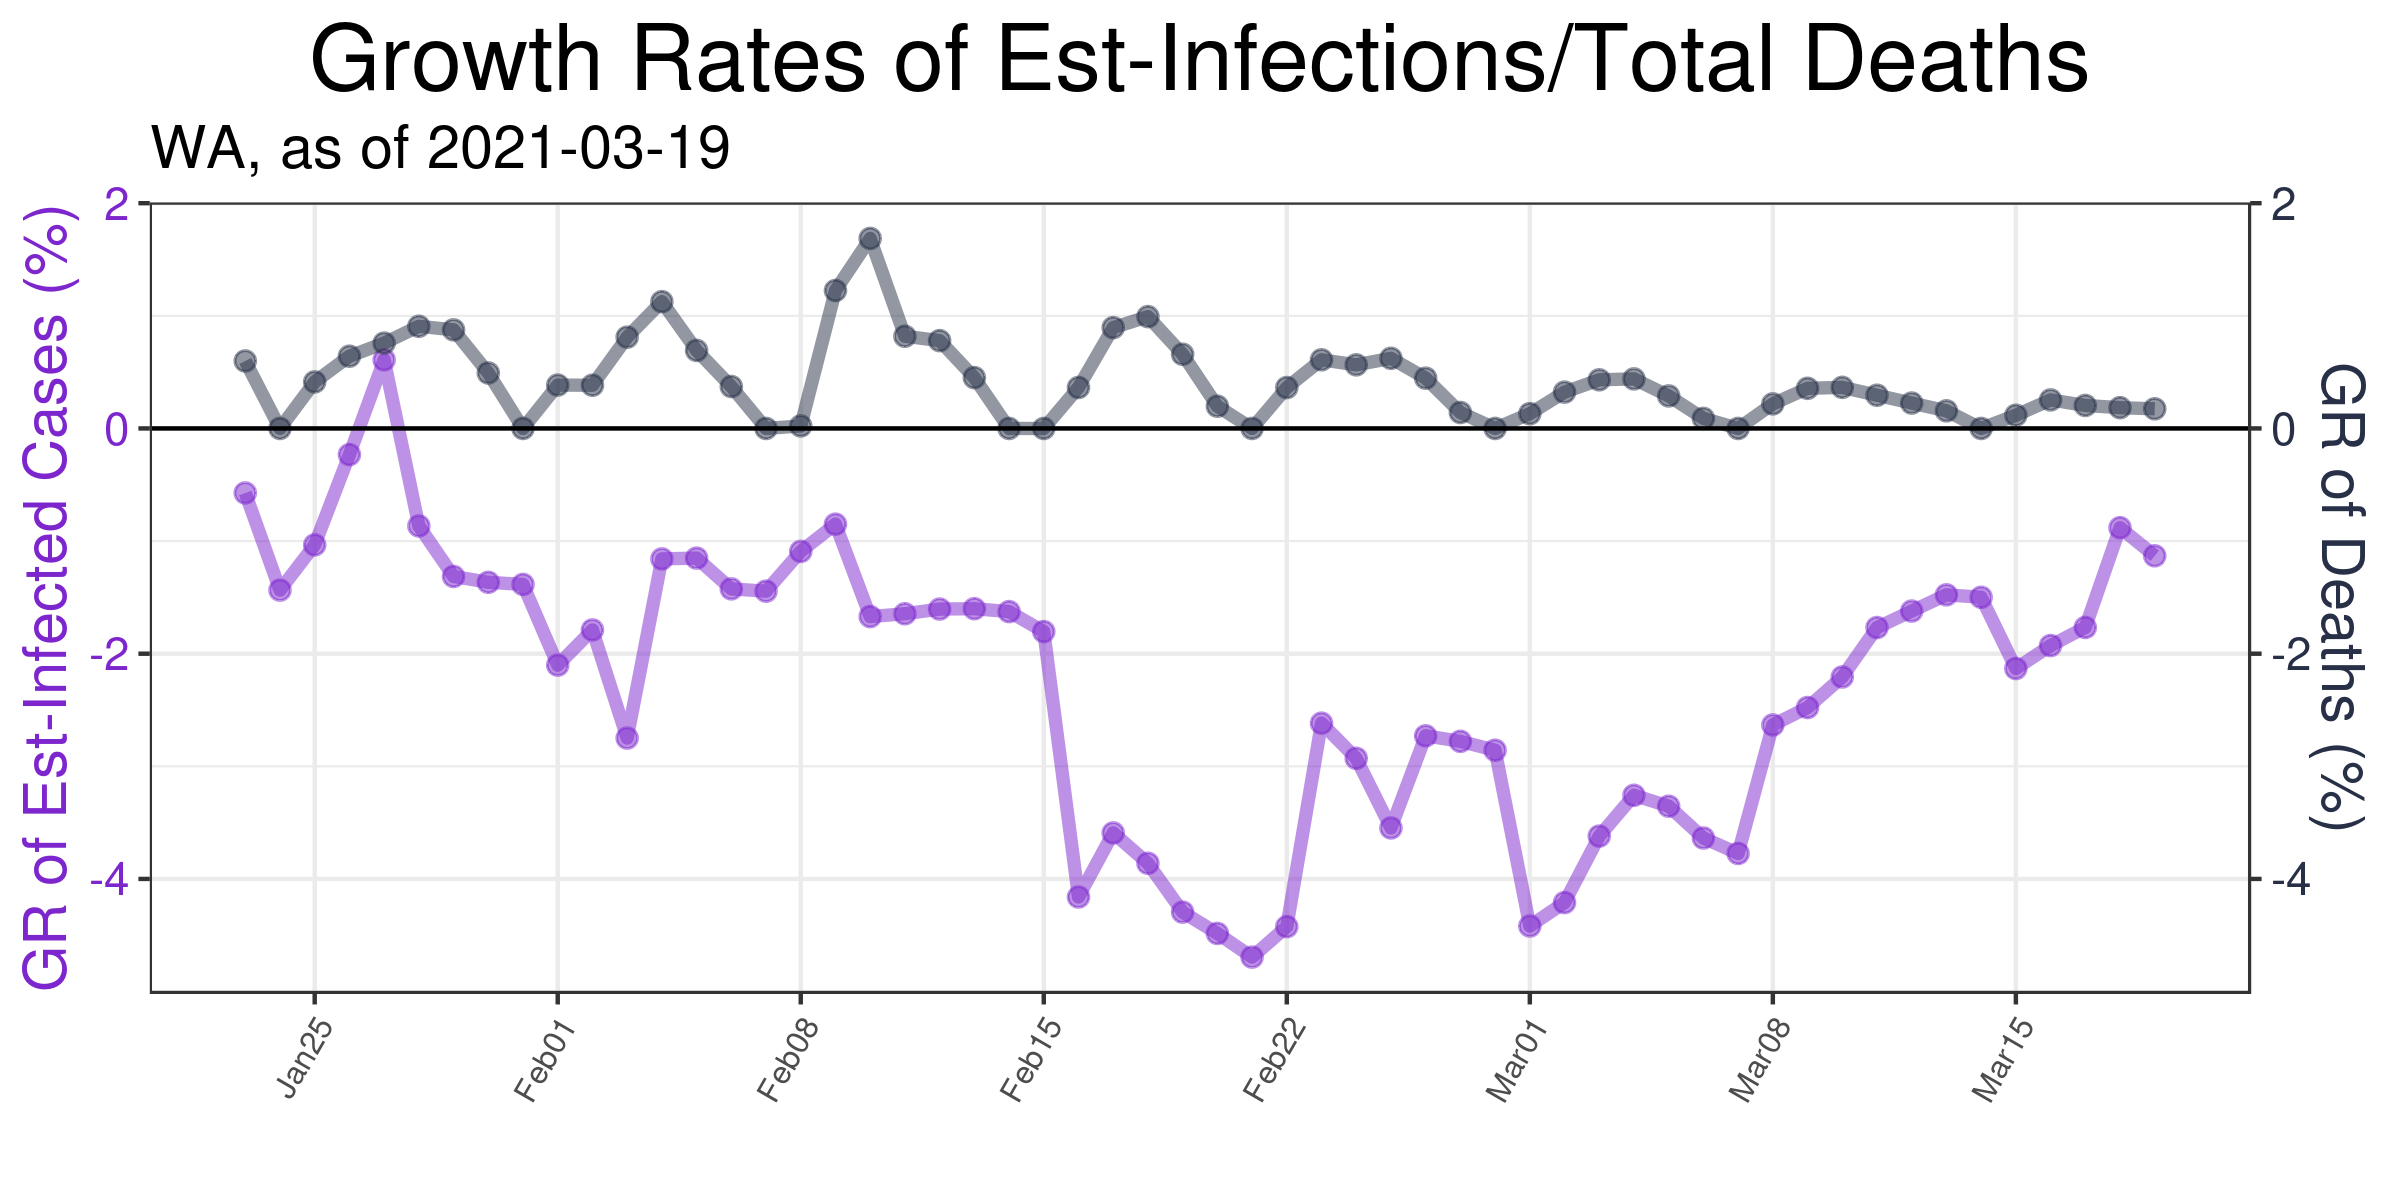 Growth Rates of Est-Infections/Total Deaths
WA, as of 2021-03-19
GR of Est-Infected Cases (%)
2
0
-2
-4
2
0
-2
-4
GR of Deaths (%)
Jan25
Feb01
Feb08
Feb15
Feb22
Mar01
Mar08
Mar15